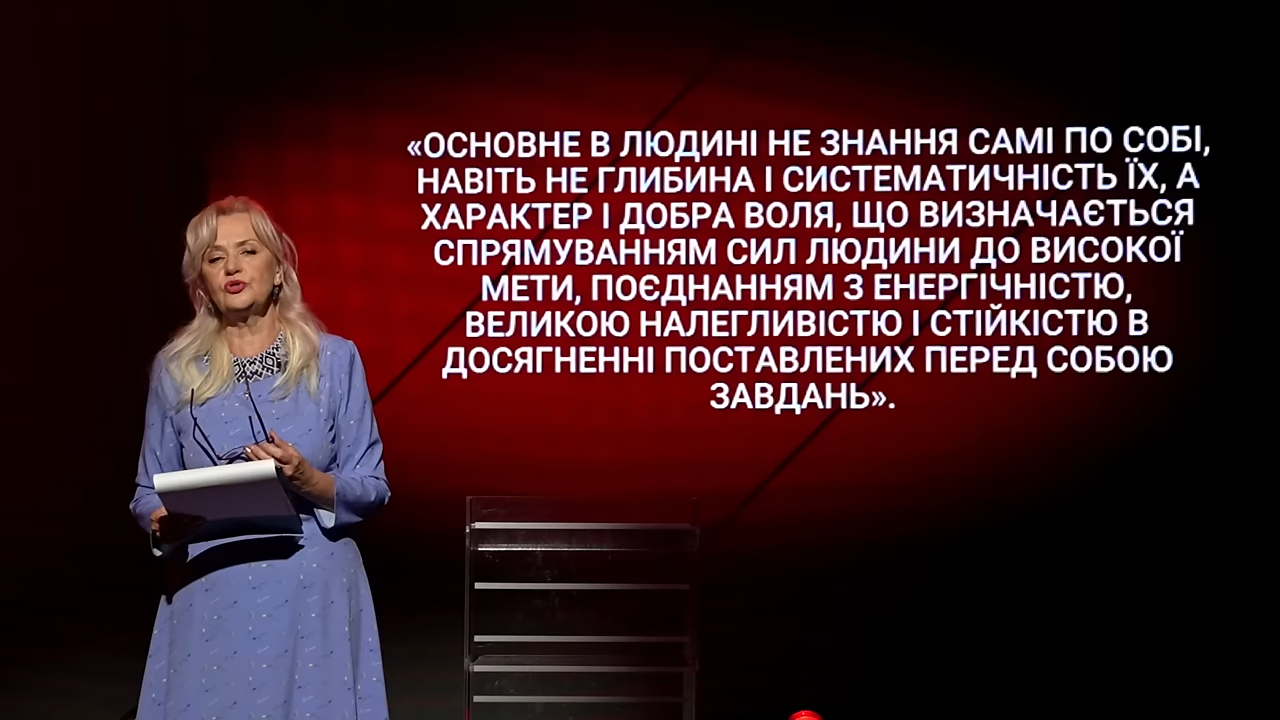 «ОСНОВНЕ В ЛЮДИНІ НЕ ЗНАННЯ САМІ ПО СОБІ,
НАВІТЬ НЕ ГЛИБИНА І СИСТЕМАТИЧНІСТЬ ЇХ, А
ХАРАКТЕР І ДОБРА ВОЛЯ, ЩО ВИЗНАЧАЄТЬСЯ
СПРЯМУВАННЯМ СИЛ ЛЮДИНИ ДО ВИСОКОЇ
МЕТИ, ПОЄДНАННЯМ З ЕНЕРГІЧНІСТЮ,
ВЕЛИКОЮ НАЛЕГЛИВІСТЮ І СТІЙКІСТЮ В
ДОСЯГНЕННІ ПОСТАВЛЕНИХ ПЕРЕД СОБОЮ
ЗАВДАНЬ».